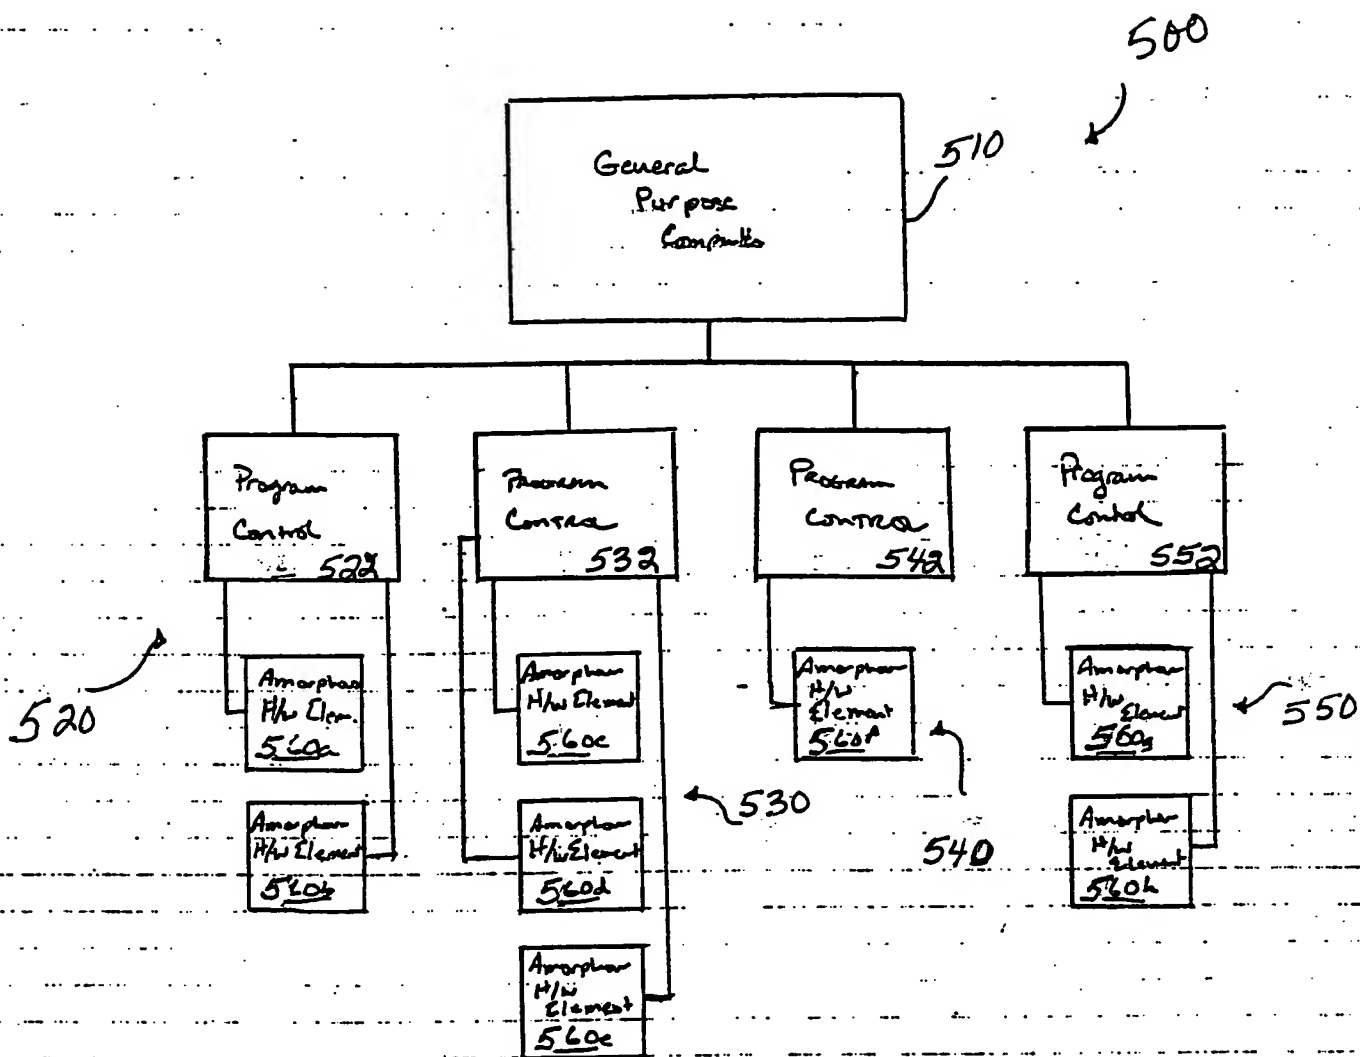 500
510
General
Purpose
Computer
Program
Control
522
Program
Control
532
Program
Control
542
Program
Control
552
520
Amorphous
H/w Elem.
560a
Amorphous
H/w Element
560b
Amorphous
H/w Element
560c
Amorphous
H/w Element
560d
Amorphous
H/w
Element
560e
530
Amorphous
H/w
Element
560f
540
Amorphous
H/w
Element
560g
550
Amorphous
H/w
Element
560h